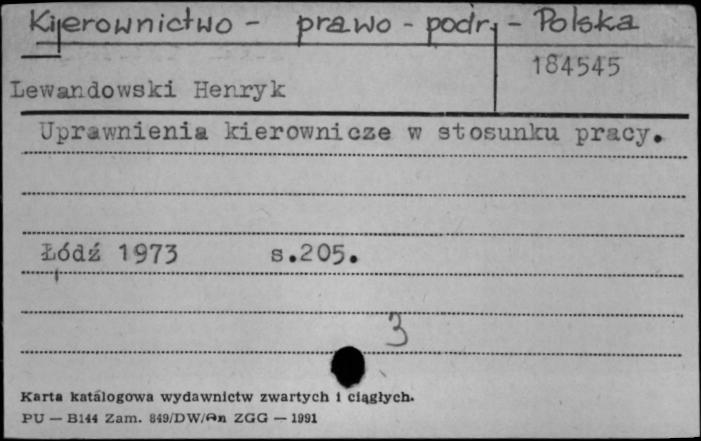 Kierownictwo - prawo - podr. - Polska
184545
Lewandowski Henryk
Uprawnienia kierownicze w stosunku pracy.
Łódź 1973 s.205.
3
Karta katalogowa wydawnictw zwartych i ciągłych.
PU — B144 Zam. 849/DW/ ZGG — 1991